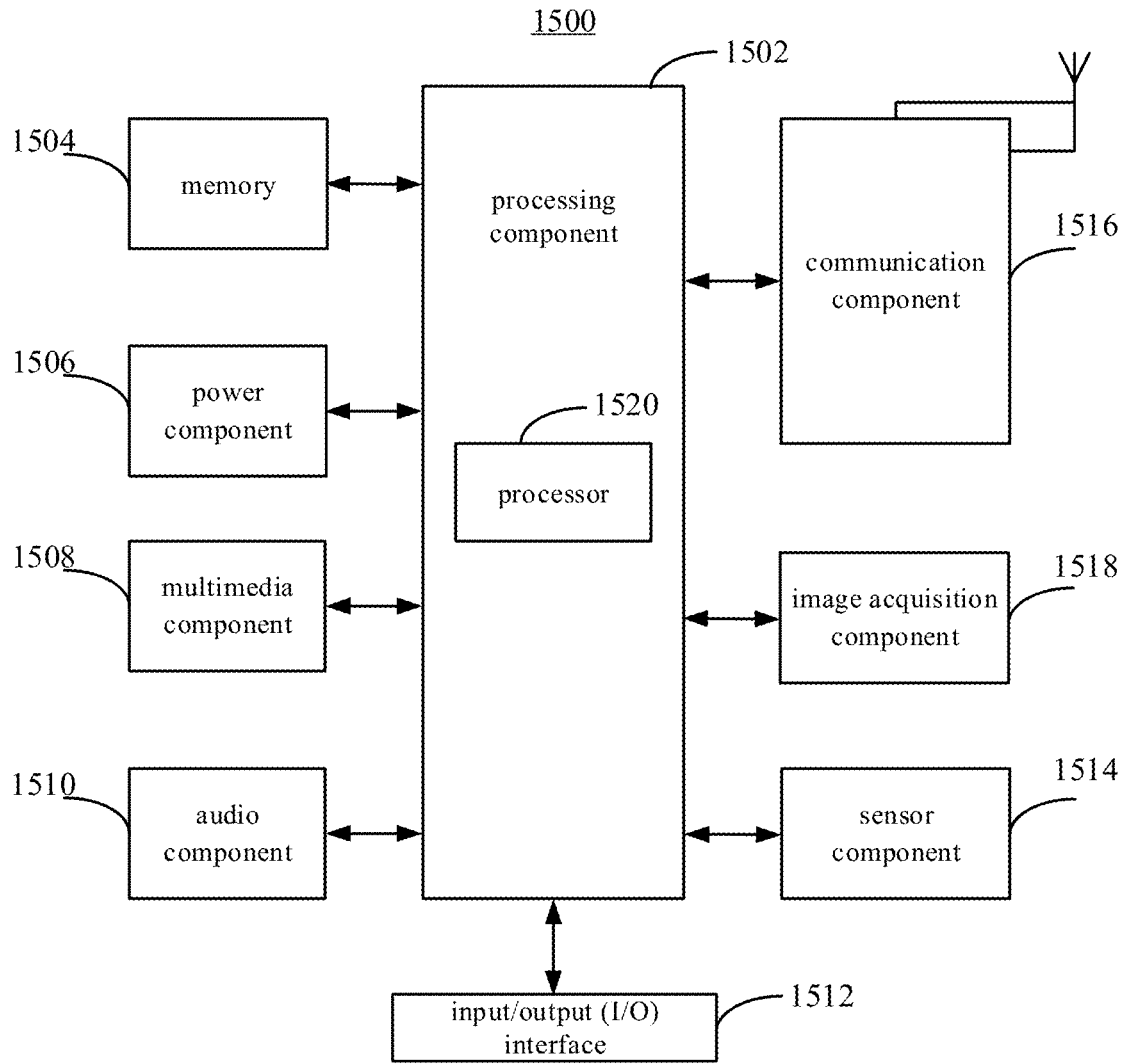 1500
1502
1504
memory
processing
component
1516
communication
component
1506
power
component
1520
processor
1508
multimedia
component
1518
image acquisition
component
1510
audio
component
1514
sensor
component
1512
input/output (I/O)
interface